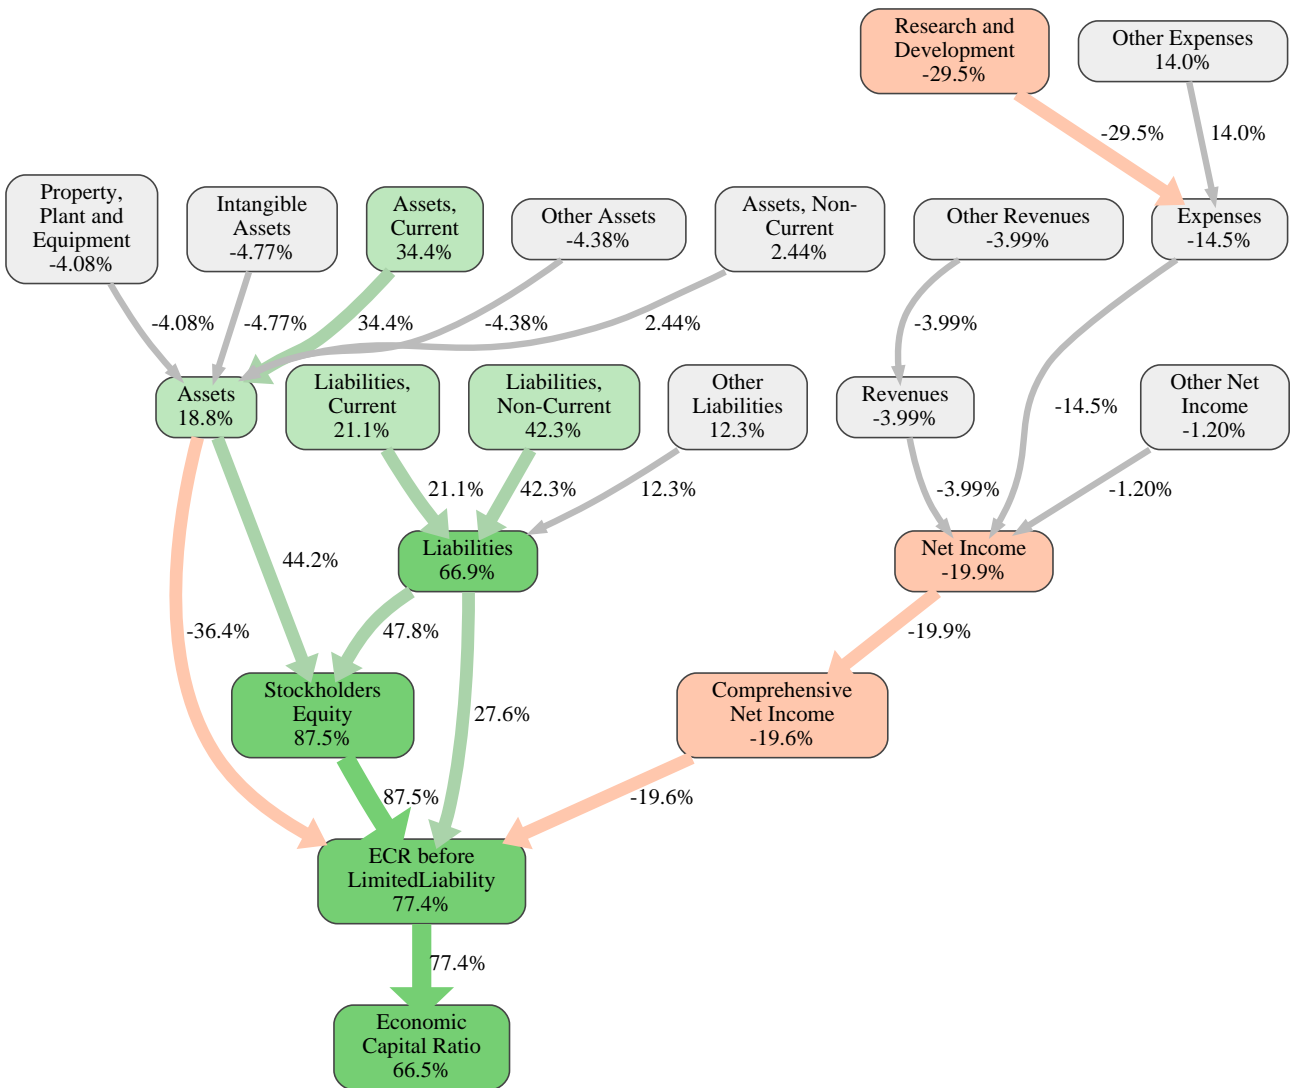 Research and
Development
-29.5%
Other Expenses
14.0%
-29.5%
14.0%
Property,
Plant and
Equipment
-4.08%
Intangible
Assets
-4.77%
Assets,
Current
34.4%
Other Assets
-4.38%
Assets, Non-
Current
2.44%
Other Revenues
-3.99%
Expenses
-14.5%
-4.08%
-4.77%
34.4%
-4.38%
2.44%
-3.99%
Assets
18.8%
Liabilities,
Current
21.1%
Liabilities,
Non-Current
42.3%
Other
Liabilities
12.3%
Revenues
-3.99%
-14.5%
Other Net
Income
-1.20%
21.1%
42.3%
12.3%
-3.99%
-1.20%
44.2%
Liabilities
66.9%
Net Income
-19.9%
-36.4%
47.8%
-19.9%
Stockholders
Equity
87.5%
27.6%
Comprehensive
Net Income
-19.6%
87.5%
-19.6%
ECR before
LimitedLiability
77.4%
77.4%
Economic
Capital Ratio
66.5%